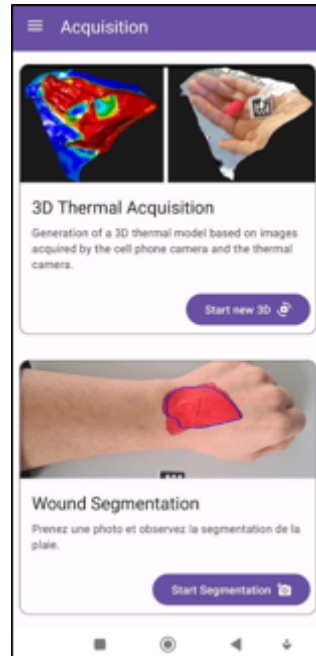 Acquisition
3D Thermal Acquisition
Generation of a 3D thermal model based on images
acquired by the cell phone camera and the thermal
camera.
Start new 3D
Wound Segmentation
Prenez une photo et observez la segmentation de la
plaie.
Start Segmentation